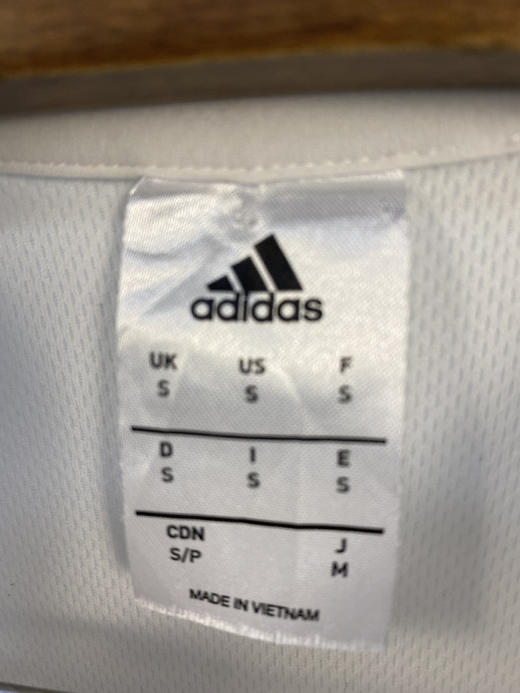 adidas
UK US F
S S S
D I E
S S S
CDN J
S/P M
MADE IN VIETNAM